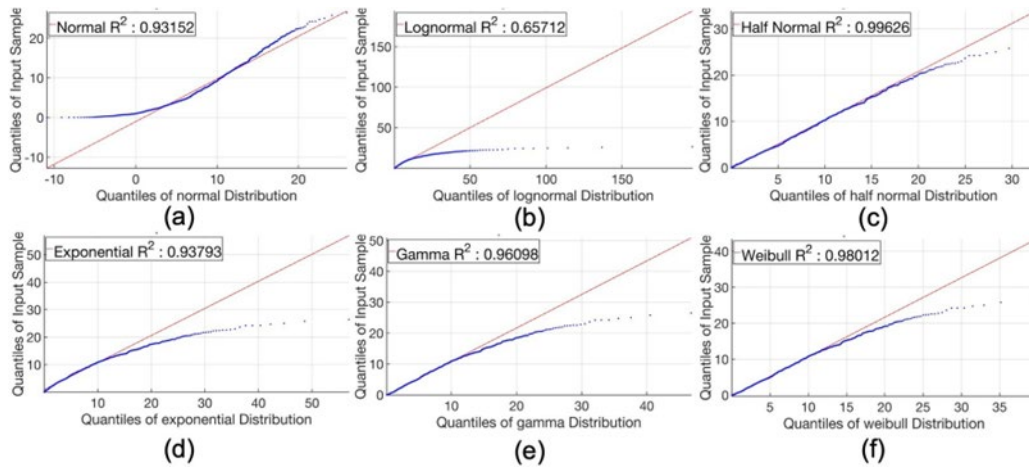 Normal R² : 0.93152
Quantiles of Input Sample
20
10
0
-10
-10
0
10
20
Quantiles of normal Distribution
(a)
Lognormal R² : 0.65712
Quantiles of Input Sample
150
100
50
50
100
150
Quantiles of lognormal Distribution
(b)
Half Normal R² : 0.99626
Quantiles of Input Sample
30
20
10
0
5
10
15
20
25
30
Quantiles of half normal Distribution
(c)
Exponential R² : 0.93793
Quantiles of Input Sample
50
40
30
20
10
10
20
30
40
50
Quantiles of exponential Distribution
(d)
Gamma R² : 0.96098
Quantiles of Input Sample
50
40
30
20
10
0
10
20
30
40
Quantiles of gamma Distribution
(e)
Weibull R² : 0.98012
Quantiles of Input Sample
40
30
20
10
0
5
10
15
20
25
30
35
Quantiles of weibull Distribution
(f)